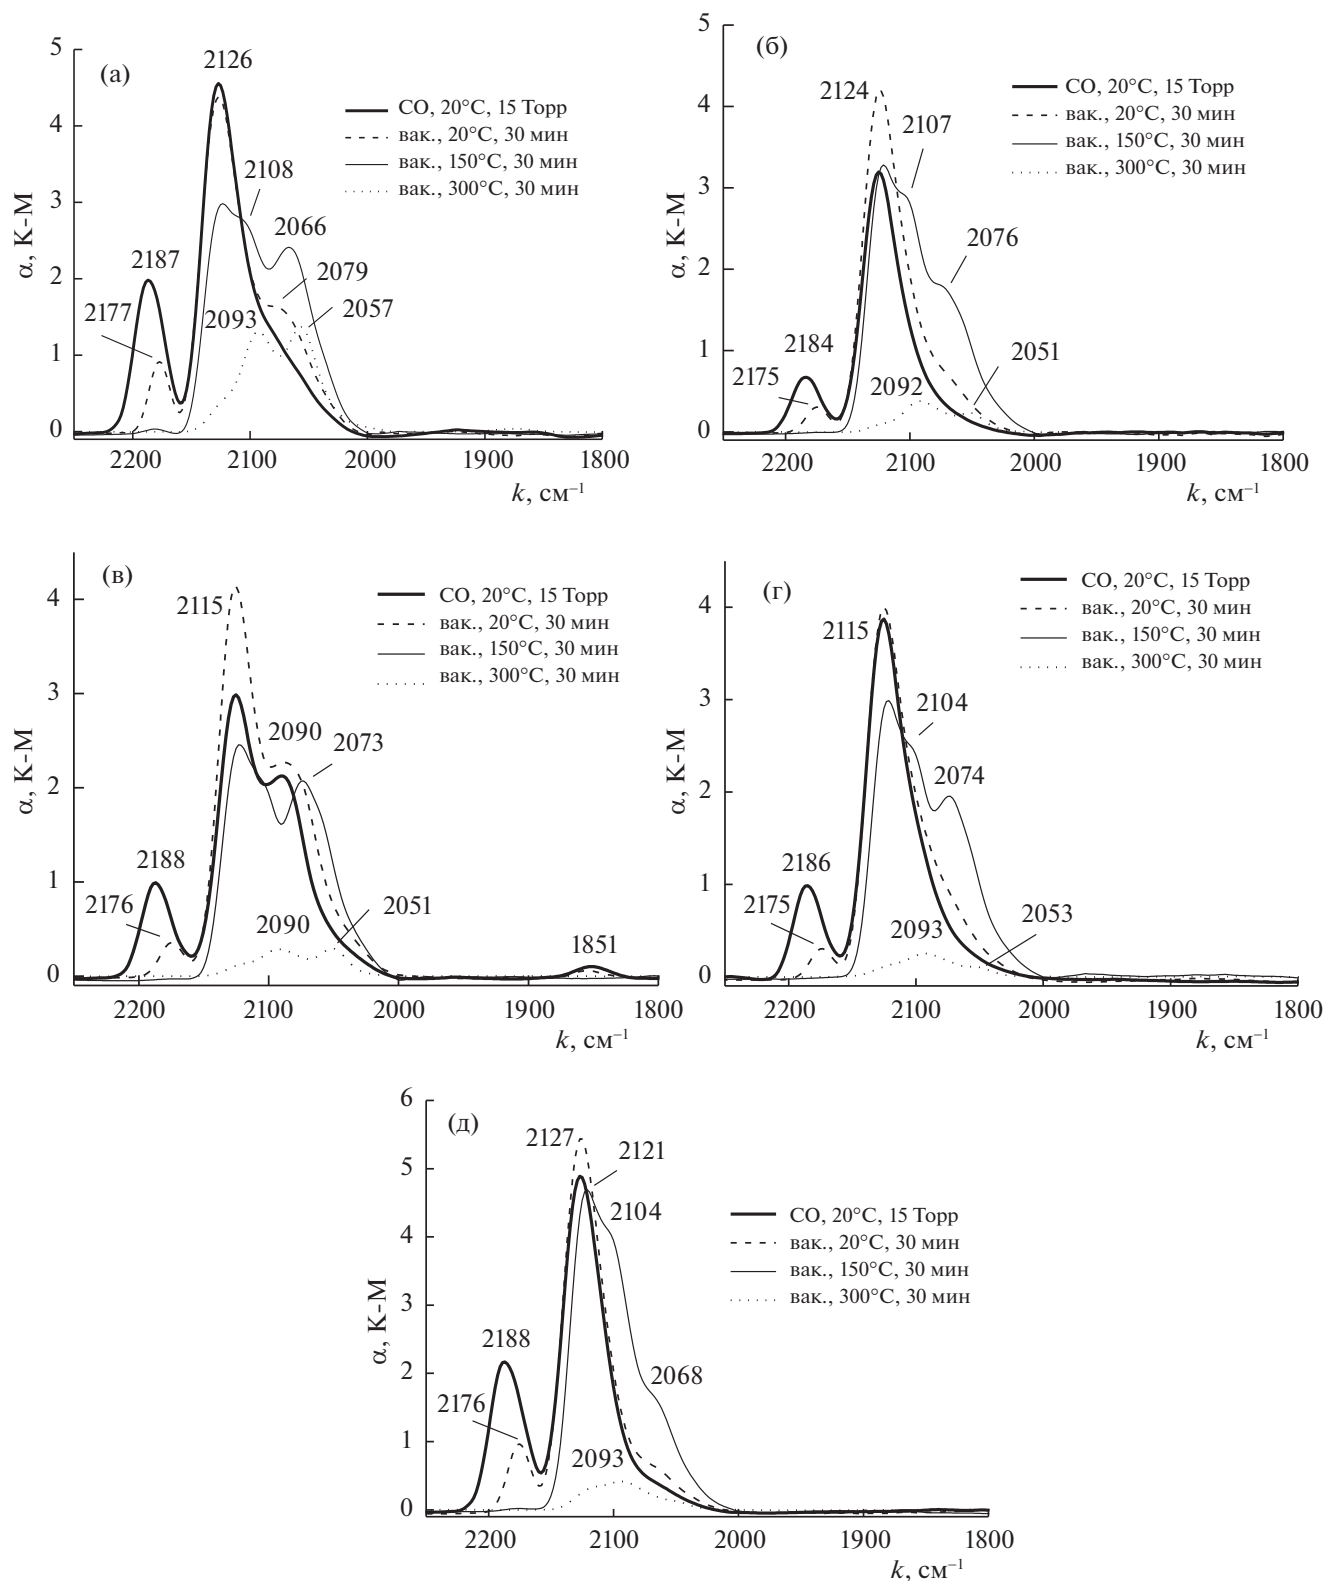 (а)
α, К-М
5
4
3
2
1
0
2126
2108
2066
2187
2079
2177
2093
2057
CO, 20°C, 15 Торр
вак., 20°C, 30 мин
вак., 150°C, 30 мин
вак., 300°C, 30 мин
2200 2100 2000 1900 1800
k, см–1
(б)
α, К-М
5
4
3
2
1
0
2124
2107
2076
2184
2051
2175
2092
CO, 20°C, 15 Торр
вак., 20°C, 30 мин
вак., 150°C, 30 мин
вак., 300°C, 30 мин
2200 2100 2000 1900 1800
k, см–1
(в)
α, К-М
4
3
2
1
0
2115
2090
2073
2188
2176
2090
2051
1851
CO, 20°C, 15 Торр
вак., 20°C, 30 мин
вак., 150°C, 30 мин
вак., 300°C, 30 мин
2200 2100 2000 1900 1800
k, см–1
(г)
α, К-М
4
3
2
1
0
2115
2104
2074
2186
2175
2093
2053
CO, 20°C, 15 Торр
вак., 20°C, 30 мин
вак., 150°C, 30 мин
вак., 300°C, 30 мин
2200 2100 2000 1900 1800
k, см–1
(д)
α, К-М
6
5
4
3
2
1
0
2127
2121
2104
2188
2068
2176
2093
CO, 20°C, 15 Торр
вак., 20°C, 30 мин
вак., 150°C, 30 мин
вак., 300°C, 30 мин
2200 2100 2000 1900 1800
k, см–1